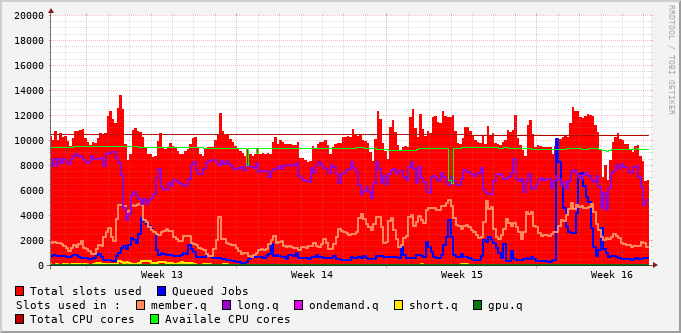 RRDTOOL / TOBI OETIKER
20000
18000
16000
14000
12000
10000
8000
6000
4000
2000
0
Week 13 Week 14 Week 15 Week 16
Total slots used Queued Jobs
Slots used in : member.q long.q ondemand.q short.q gpu.q
Total CPU cores Availale CPU cores